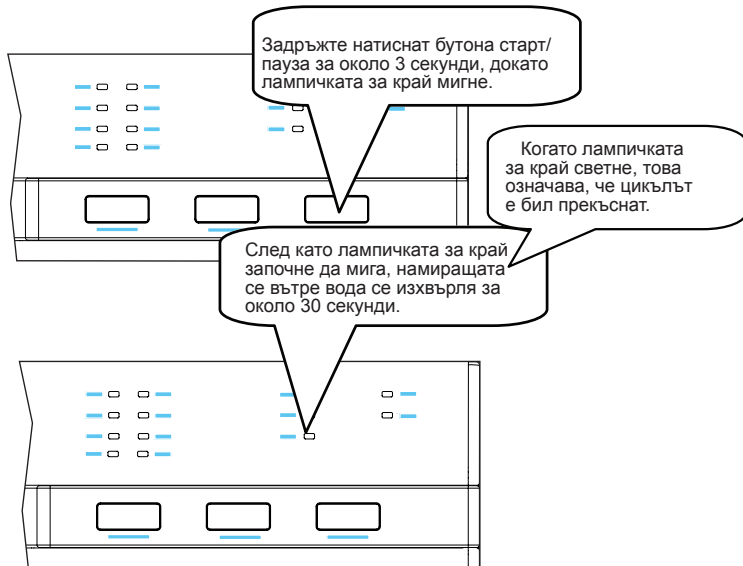 Задръжте натиснат бутона старт/
пауза за около 3 секунди, докато
лампичката за край мигне.
Когато лампичката
за край светне, това
означава, че цикълът
е бил прекъснат.
След като лампичката за край
започне да мига, намиращата
се вътре вода се изхвърля за
около 30 секунди.